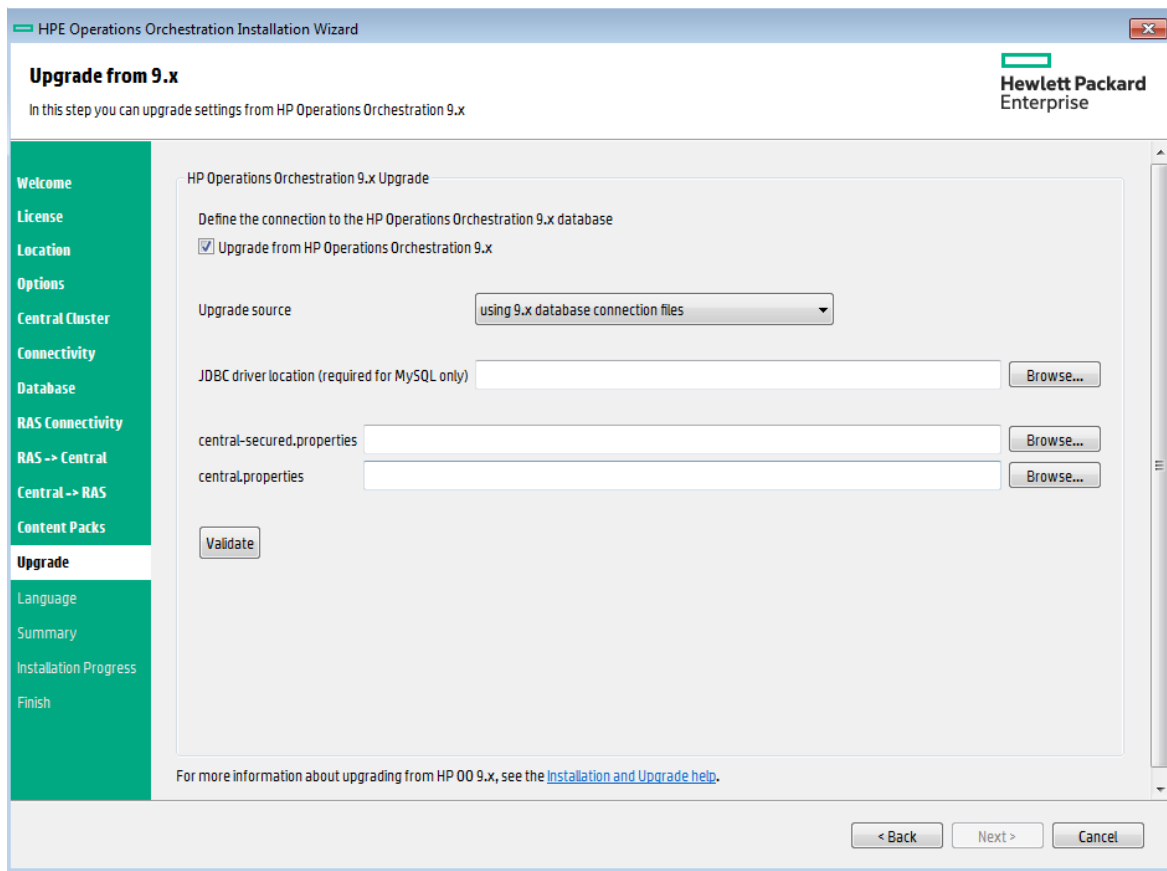 HPE Operations Orchestration Installation Wizard
Upgrade from 9.x
In this step you can upgrade settings from HP Operations Orchestration 9.x
Hewlett Packard
Enterprise
Welcome
License
Location
Options
Central Cluster
Connectivity
Database
RAS Connectivity
RAS -> Central
Central -> RAS
Content Packs
Upgrade
Language
Summary
Installation Progress
Finish
HP Operations Orchestration 9.x Upgrade
Define the connection to the HP Operations Orchestration 9.x database
Upgrade from HP Operations Orchestration 9.x
Upgrade source
using 9.x database connection files
JDBC driver location (required for MySQL only)
Browse...
central-secured.properties
Browse...
central.properties
Browse...
Validate
For more information about upgrading from HP OO 9.x, see the Installation and Upgrade help.
< Back
Next >
Cancel